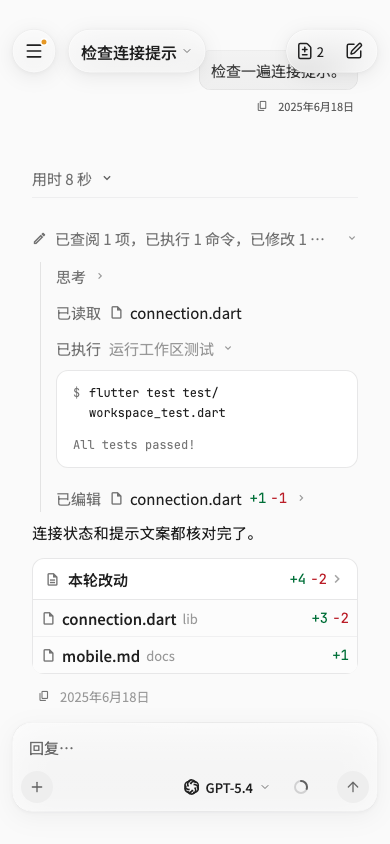 检查连接提示
2
检查一遍连接提示。
2025年6月18日
用时 8 秒
已查阅 1 项，已执行 1 命令，已修改 1 …
思考
已读取 connection.dart
已执行 运行工作区测试
$ flutter test test/
workspace_test.dart
All tests passed!
已编辑 connection.dart +1 -1
连接状态和提示文案都核对完了。
本轮改动 +4 -2
connection.dart lib +3 -2
mobile.md docs +1
2025年6月18日
回复…
GPT-5.4